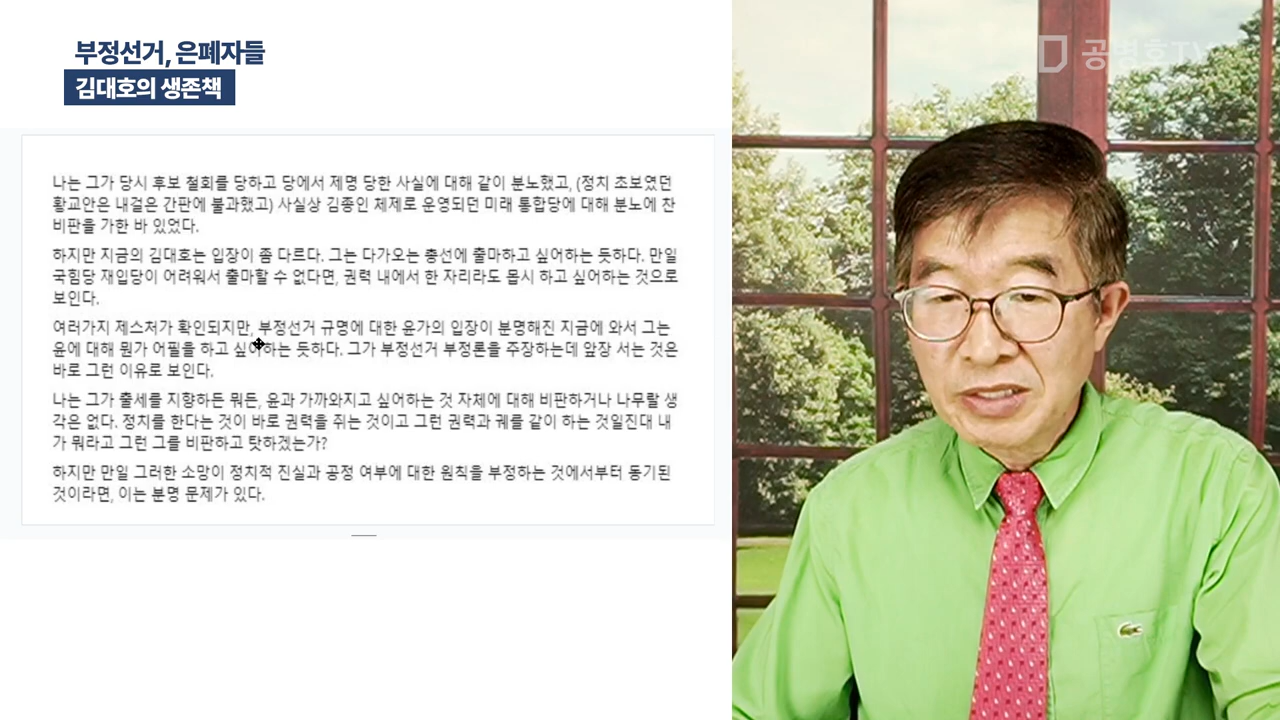 부정선거, 은폐자들
김대호의 생존책
공병호TV
나는 그가 당시 후보 철회를 당하고 당에서 제명 당한 사실에 대해 같이 분노했고, (정치 초보였던
황교안은 내걸은 간판에 불과했고) 사실상 김종인 체제로 운영되던 미래 통합당에 대해 분노에 찬
비판을 가한 바 있었다.
하지만 지금의 김대호는 입장이 좀 다르다. 그는 다가오는 총선에 출마하고 싶어하는 듯하다. 만일
국힘당 재입당이 어려워서 출마할 수 없다면, 권력 내에서 한 자리라도 몹시 하고 싶어하는 것으로
보인다.
여러가지 제스처가 확인되지만, 부정선거 규명에 대한 윤가의 입장이 분명해진 지금에 와서 그는
윤에 대해 뭔가 어필을 하고 싶어하는 듯하다. 그가 부정선거 부정론을 주장하는데 앞장 서는 것은
바로 그런 이유로 보인다.
나는 그가 출세를 지향하든 뭐든, 윤과 가까와지고 싶어하는 것 자체에 대해 비판하거나 나무랄 생
각은 없다. 정치를 한다는 것이 바로 권력을 쥐는 것이고 그런 권력과 궤를 같이 하는 것일진대 내
가 뭐라고 그런 그를 비판하고 탓하겠는가?
하지만 만일 그러한 소망이 정치적 진실과 공정 여부에 대한 원칙을 부정하는 것에서부터 동기된
것이라면, 이는 분명 문제가 있다.